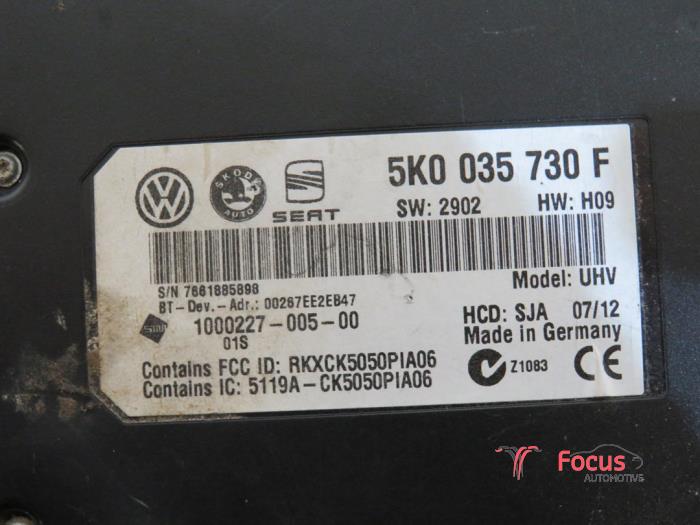 5K0 035 730 F
SKODA
AUTO
SEAT
SW: 2902 HW: H09
S/N 7661885898
Model: UHV
BT-Dev.-Adr.: 00267EE2EB47
1000227-005-00
01S
HCD: SJA 07/12
Made in Germany
Contains FCC ID: RKXCK5050PIA06
Contains IC: 5119A-CK5050PIA06
Z1083 CE
Focus
AUTOMOTIVE